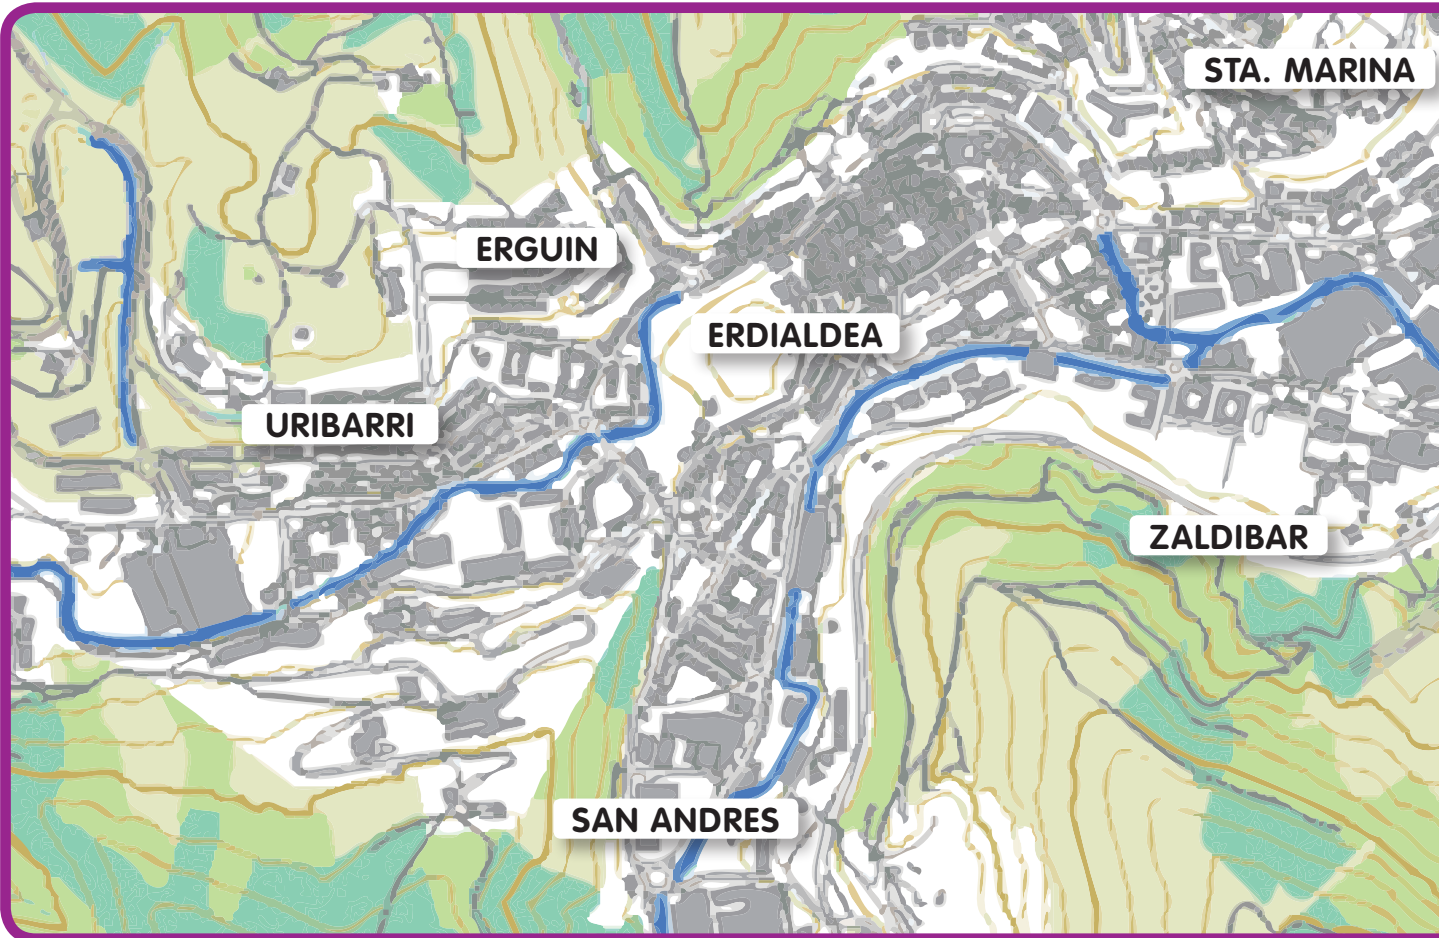 STA. MARINA
ERGUIN
ERDIALDEA
URIBARRI
ZALDIBAR
SAN ANDRES